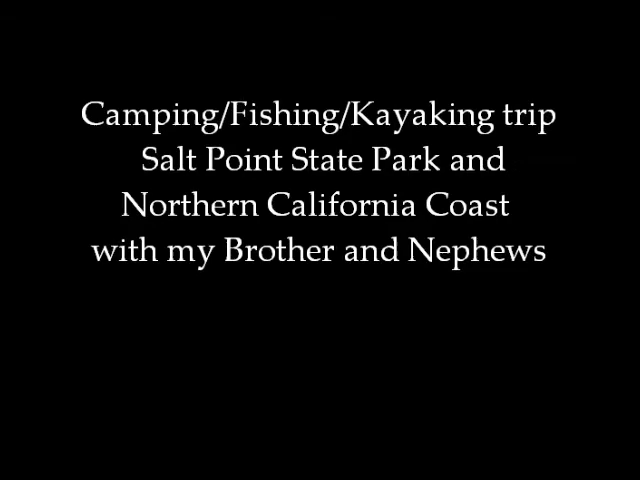 Camping/Fishing/Kayaking trip
Salt Point State Park and
Northern California Coast
with my Brother and Nephews